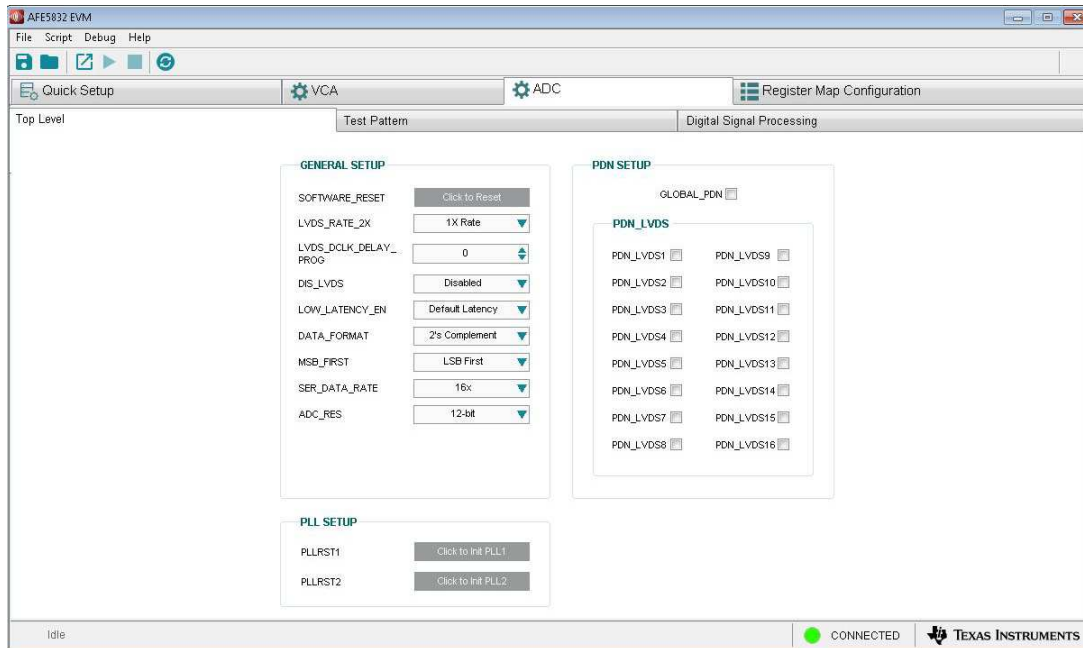 AFE5832 EVM
File Script Debug Help
Quick Setup
VCA
ADC
Register Map Configuration
Top Level
Test Pattern
Digital Signal Processing
GENERAL SETUP
SOFTWARE_RESET Click to Reset
LVDS_RATE_2X 1X Rate
LVDS_DCLK_DELAY_
PROG 0
DIS_LVDS Disabled
LOW_LATENCY_EN Default Latency
DATA_FORMAT 2's Complement
MSB_FIRST LSB First
SER_DATA_RATE 16x
ADC_RES 12-bit
PDN SETUP
GLOBAL_PDN
PDN_LVDS
PDN_LVDS1 PDN_LVDS9
PDN_LVDS2 PDN_LVDS10
PDN_LVDS3 PDN_LVDS11
PDN_LVDS4 PDN_LVDS12
PDN_LVDS5 PDN_LVDS13
PDN_LVDS6 PDN_LVDS14
PDN_LVDS7 PDN_LVDS15
PDN_LVDS8 PDN_LVDS16
PLL SETUP
PLLRST1 Click to Init PLL1
PLLRST2 Click to Init PLL2
Idle
CONNECTED
TEXAS INSTRUMENTS